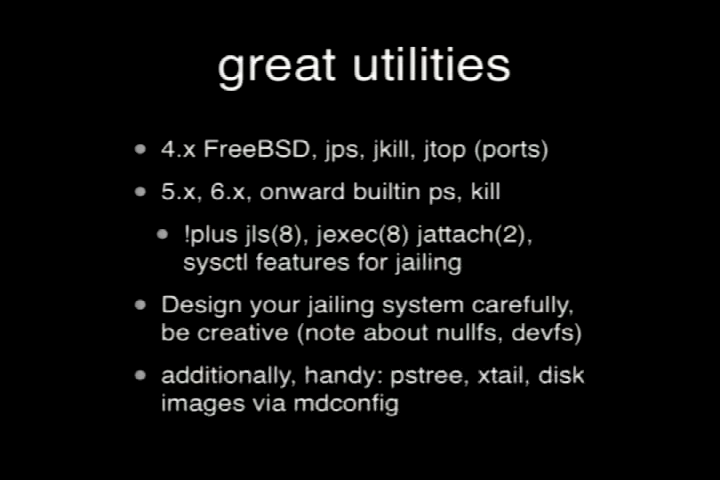 great utilities
4.x FreeBSD, jps, jkill, jtop (ports)
5.x, 6.x, onward builtin ps, kill
!plus jls(8), jexec(8) jattach(2),
sysctl features for jailing
Design your jailing system carefully,
be creative (note about nullfs, devfs)
additionally, handy: pstree, xtail, disk
images via mdconfig